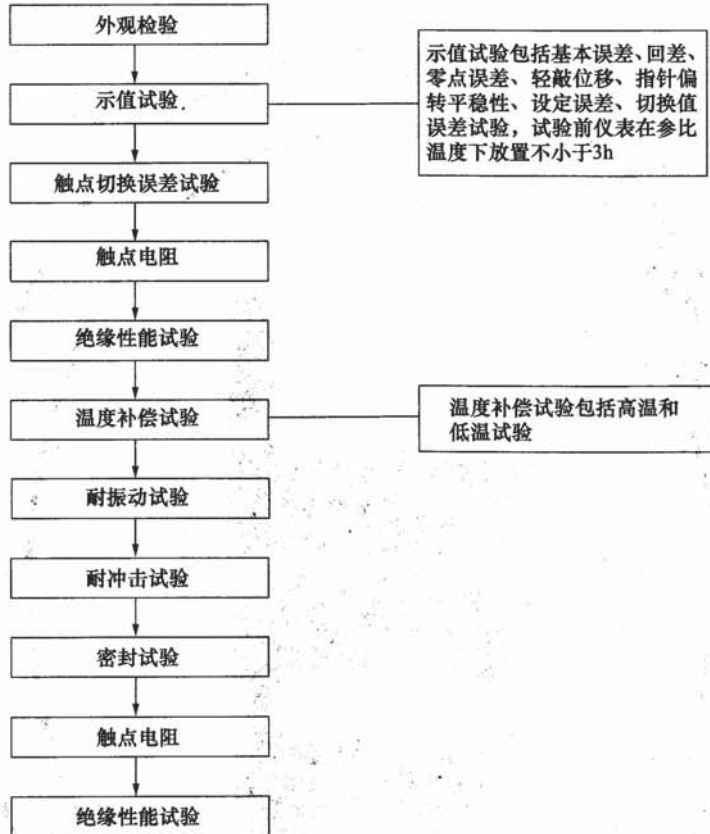 外观检验
示值试验
示值试验包括基本误差、回差、
零点误差、轻敲位移、指针偏
转平稳性、设定误差、切换值
误差试验，试验前仪表在参比
温度下放置不小于3h
触点切换误差试验
触点电阻
绝缘性能试验
温度补偿试验
温度补偿试验包括高温和
低温试验
耐振动试验
耐冲击试验
密封试验
触点电阻
绝缘性能试验